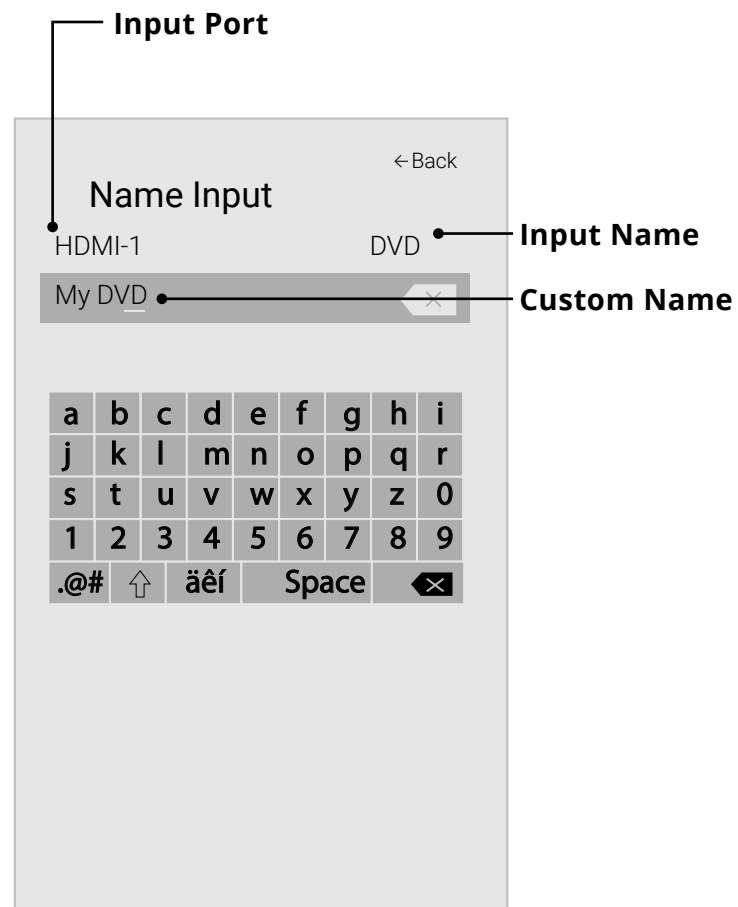 Input Port
←Back
Name Input
HDMI-1 DVD Input Name
My DVD Custom Name
a b c d e f g h i
j k l m n o p q r
s t u v w x y z 0
1 2 3 4 5 6 7 8 9
.@# äêí Space